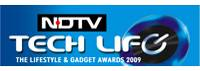 NDTV
TECH LIFE
THE LIFESTYLE & GADGET AWARDS 2009